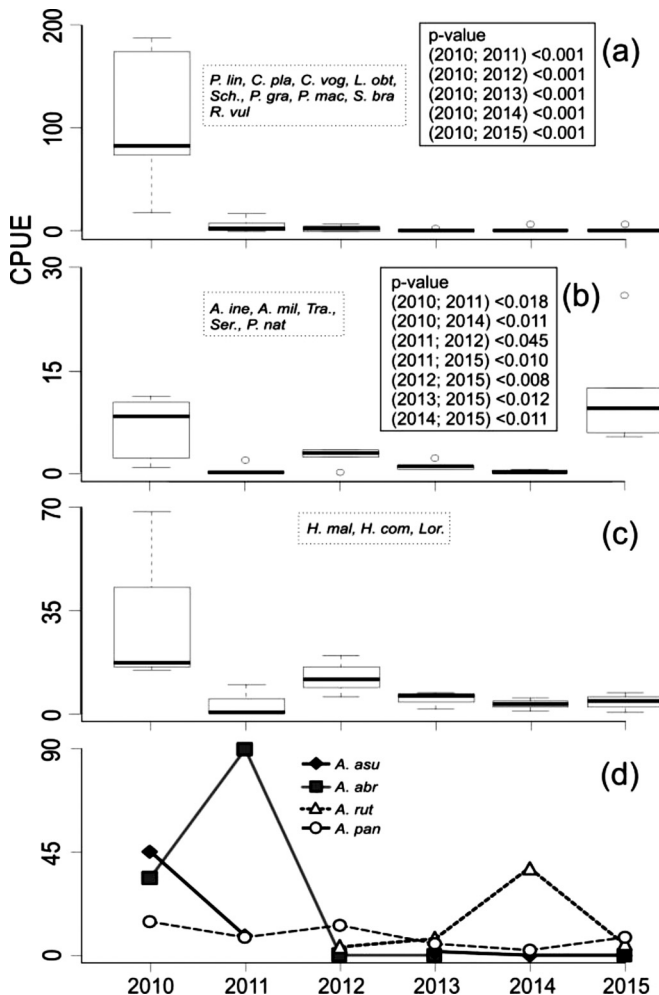 CPUE
200
100
0
P. lin, C. pla, C. vog, L. obt,
Sch., P. gra, P. mac, S. bra
R. vul
p-value
(2010; 2011) <0.001
(2010; 2012) <0.001
(2010; 2013) <0.001
(2010; 2014) <0.001
(2010; 2015) <0.001
(a)
30
15
0
A. ine, A. mil, Tra.,
Ser., P. nat
p-value
(2010; 2011) <0.018
(2010; 2014) <0.011
(2011; 2012) <0.045
(2011; 2015) <0.010
(2012; 2015) <0.008
(2013; 2015) <0.012
(2014; 2015) <0.011
(b)
70
35
0
H. mal, H. com, Lor.
(c)
90
45
0
A. asu
A. abr
A. rut
A. pan
(d)
2010 2011 2012 2013 2014 2015